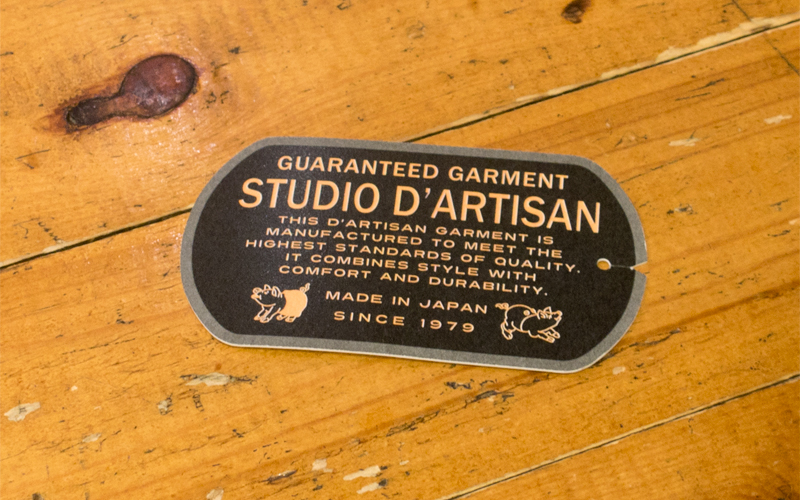 GUARANTEED GARMENT
STUDIO D'ARTISAN
THIS D'ARTISAN GARMENT IS
MANUFACTURED TO MEET THE
HIGHEST STANDARDS OF QUALITY.
IT COMBINES STYLE WITH
COMFORT AND DURABILITY.
MADE IN JAPAN
SINCE 1979